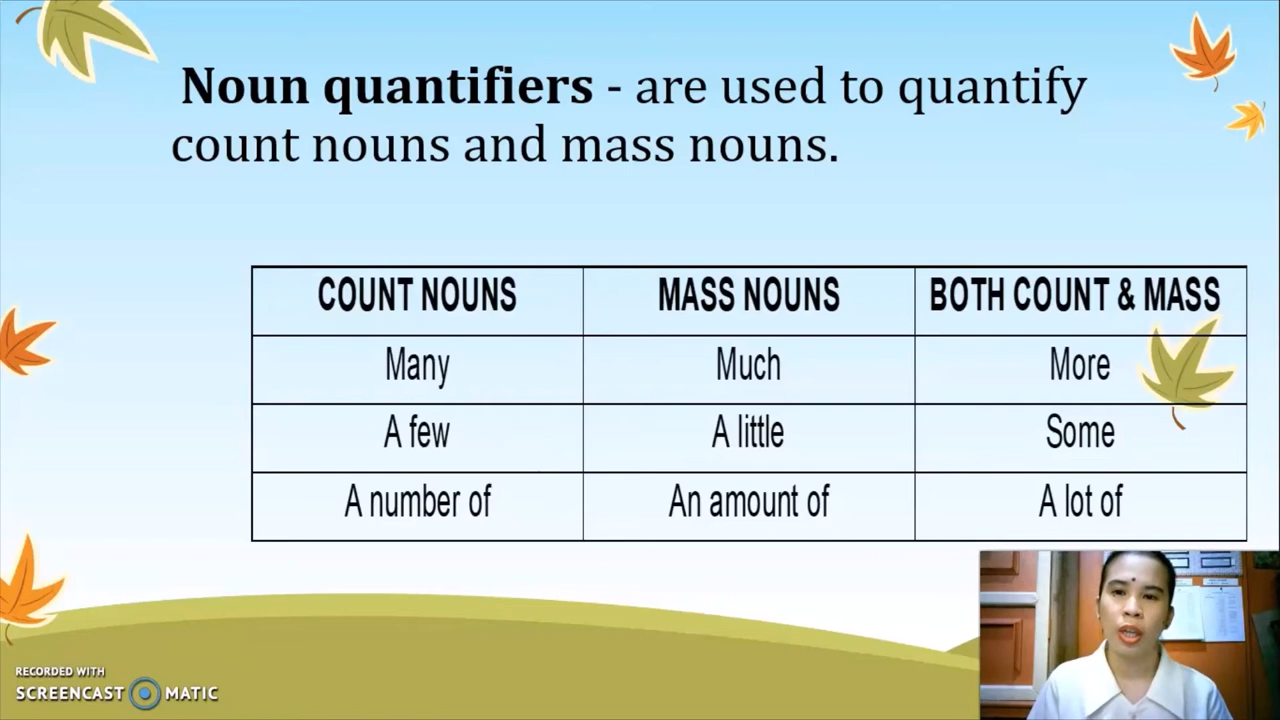 Noun quantifiers - are used to quantify
count nouns and mass nouns.
COUNT NOUNS MASS NOUNS BOTH COUNT & MASS
Many Much More
A few A little Some
A number of An amount of A lot of
RECORDED WITH
SCREENCAST MATIC